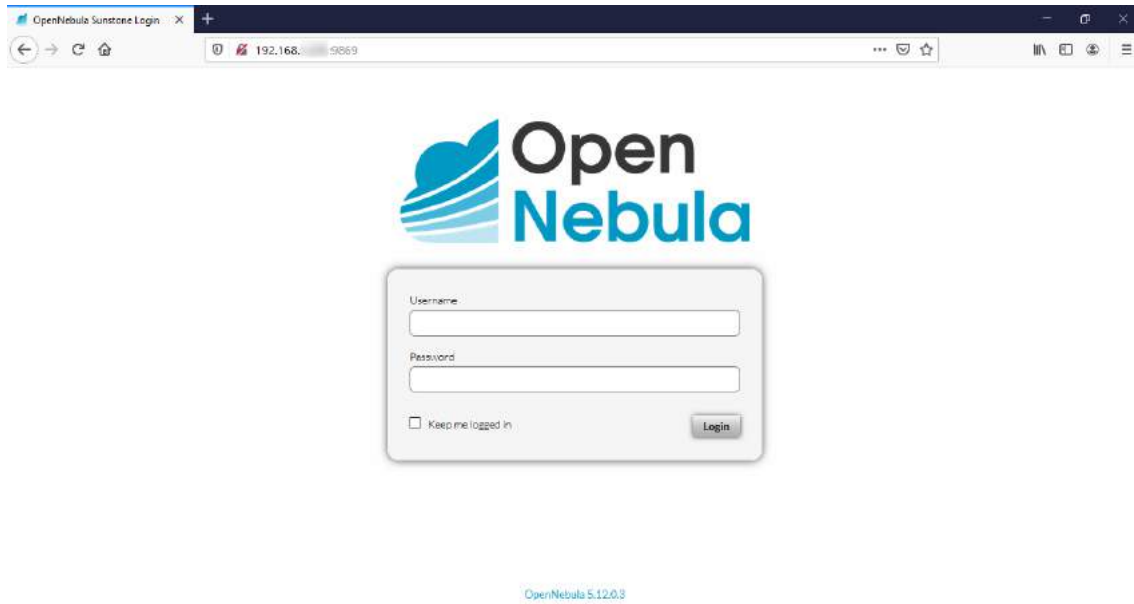 OpenNebula Sunstone Login
192.168. :9869
Open
Nebula
Username
Password
Keep me logged in
Login
OpenNebula 5.12.0.3